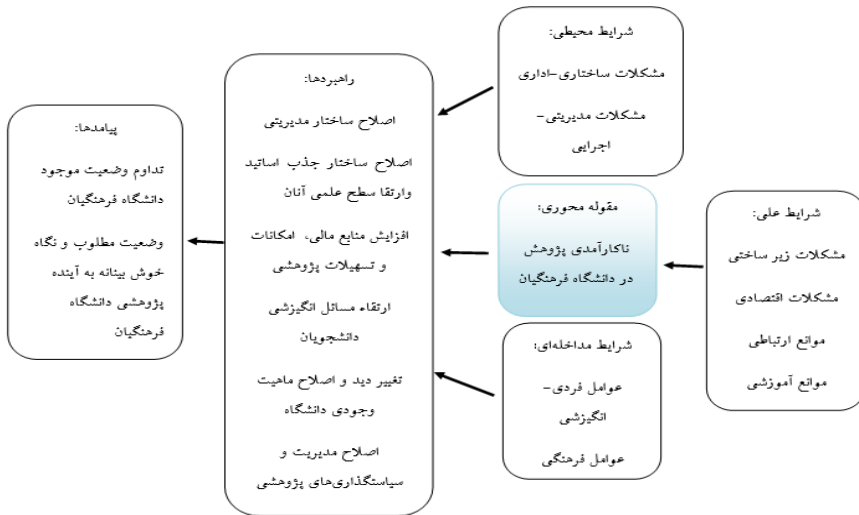 شرایط محیطی:
مشکلات ساختاری-اداری
مشکلات مدیریتی-
اجرایی
شرایط علی:
مشکلات زیر ساختی
مشکلات اقتصادی
موانع ارتباطی
موانع آموزشی
مقوله محوری:
ناکارآمدی پژوهش
در دانشگاه فرهنگیان
شرایط مداخله‌ای:
عوامل فردی-
انگیزشی
عوامل فرهنگی
راهبردها:
اصلاح ساختار مدیریتی
اصلاح ساختار جذب اساتید
وارتقا سطح علمی آنان
افزایش منابع مالی، امکانات
و تسهیلات پژوهشی
ارتقاء مسائل انگیزشی
دانشجویان
تغییر دید و اصلاح ماهیت
وجودی دانشگاه
اصلاح مدیریت و
سیاستگذاری‌های پژوهشی
پیامدها:
تداوم وضعیت موجود
دانشگاه فرهنگیان
وضعیت مطلوب و نگاه
خوش بینانه به آینده
پژوهشی دانشگاه
فرهنگیان